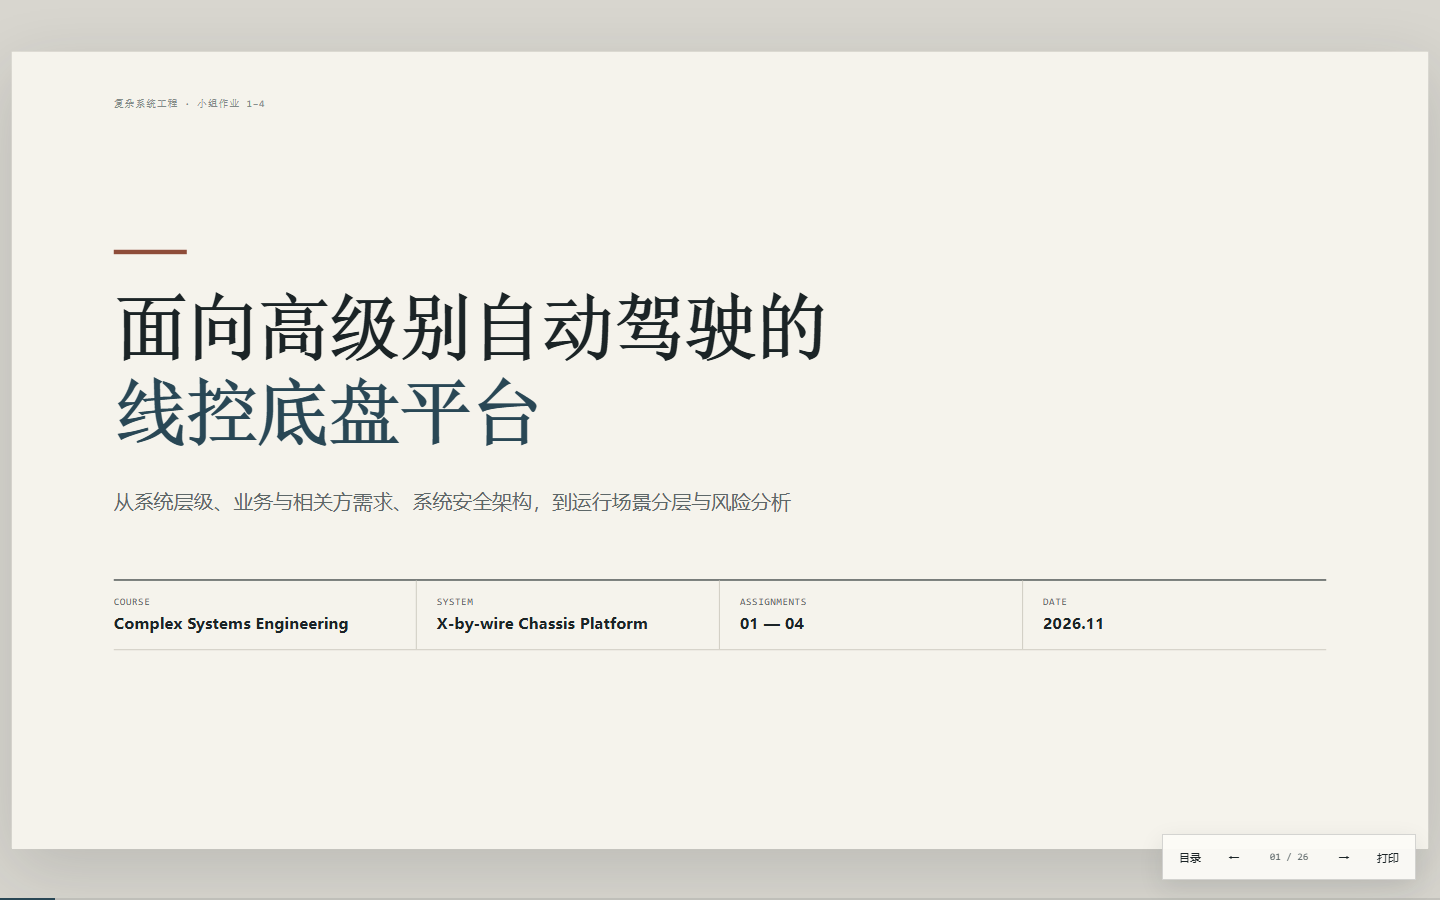 复杂系统工程 · 小组作业 1-4
面向高级别自动驾驶的
线控底盘平台
从系统层级、业务与相关方需求、系统安全架构，到运行场景分层与风险分析
COURSE
Complex Systems Engineering
SYSTEM
X-by-wire Chassis Platform
ASSIGNMENTS
01 — 04
DATE
2026.11
目录 ← 01 / 26 → 打印